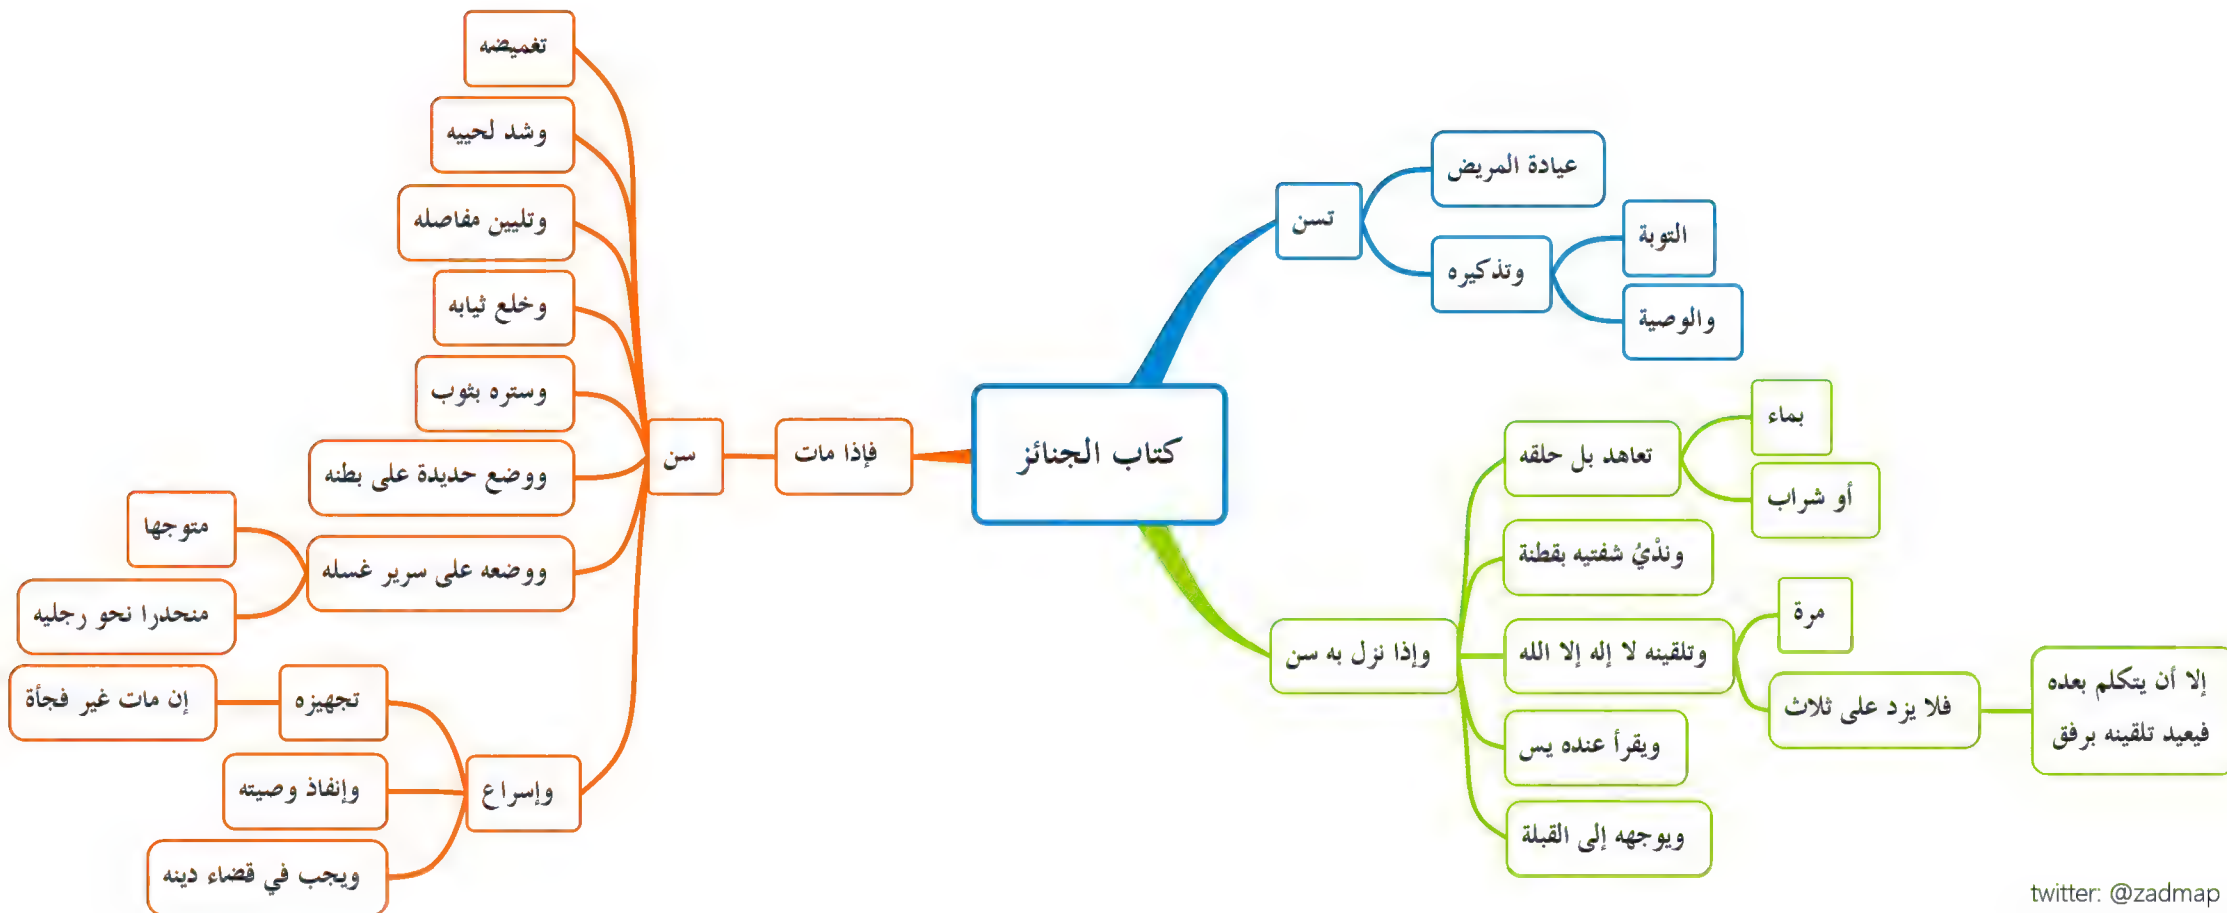 كتاب الجنائز
تسن
عيادة المريض
وتذكيره
التوبة
والوصية
وإذا نزل به سن
تعاهد بل حلقه
بماء
أو شراب
وندْيُ شفتيه بقطنة
وتلقينه لا إله إلا الله
مرة
فلا يزد على ثلاث
إلا أن يتكلم بعده
فيعيد تلقينه برفق
ويقرأ عنده يس
ويوجهه إلى القبلة
فإذا مات
سن
تغميضه
وشد لحييه
وتليين مفاصله
وخلع ثيابه
وستره بثوب
ووضع حديدة على بطنه
ووضعه على سرير غسله
متوجها
منحدرا نحو رجليه
وإسراع
تجهيزه
إن مات غير فجأة
وإنفاذ وصيته
ويجب في قضاء دينه
twitter: @zadmap